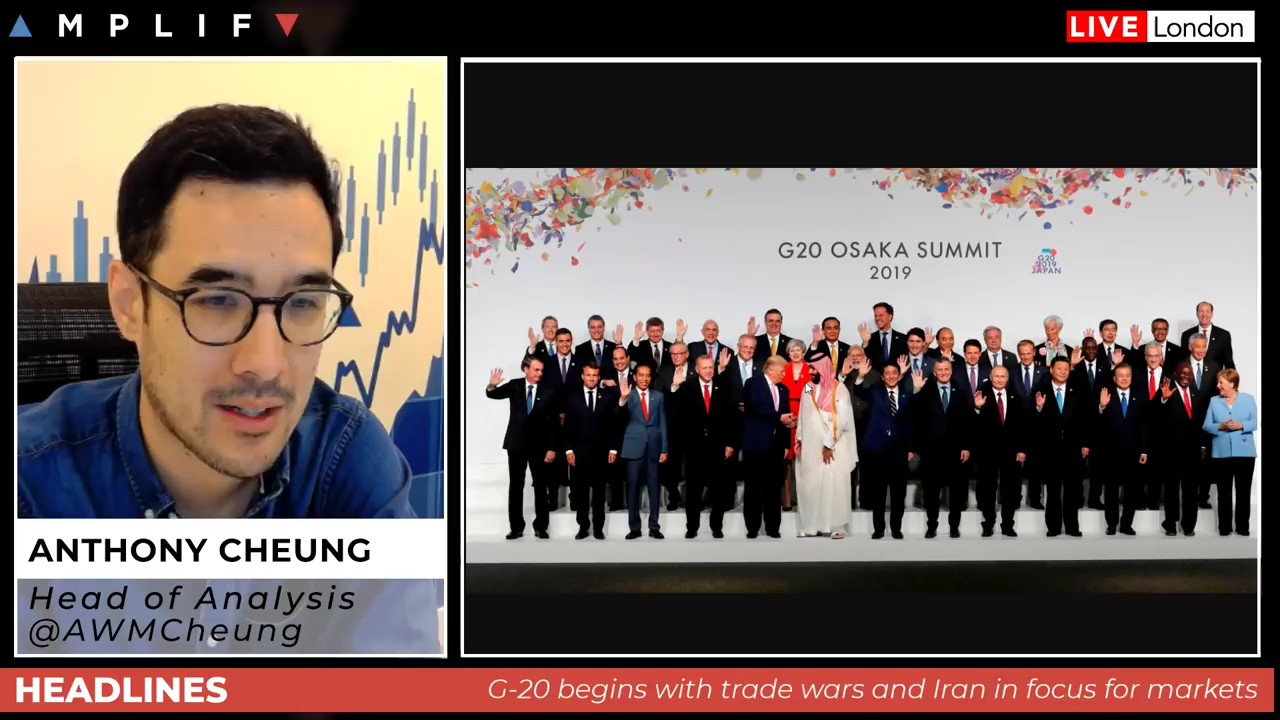 AMPLIFY
LIVE London
G20 OSAKA SUMMIT
2019
G20
2019
JAPAN
ANTHONY CHEUNG
Head of Analysis
@AWMCheung
HEADLINES
G-20 begins with trade wars and Iran in focus for markets